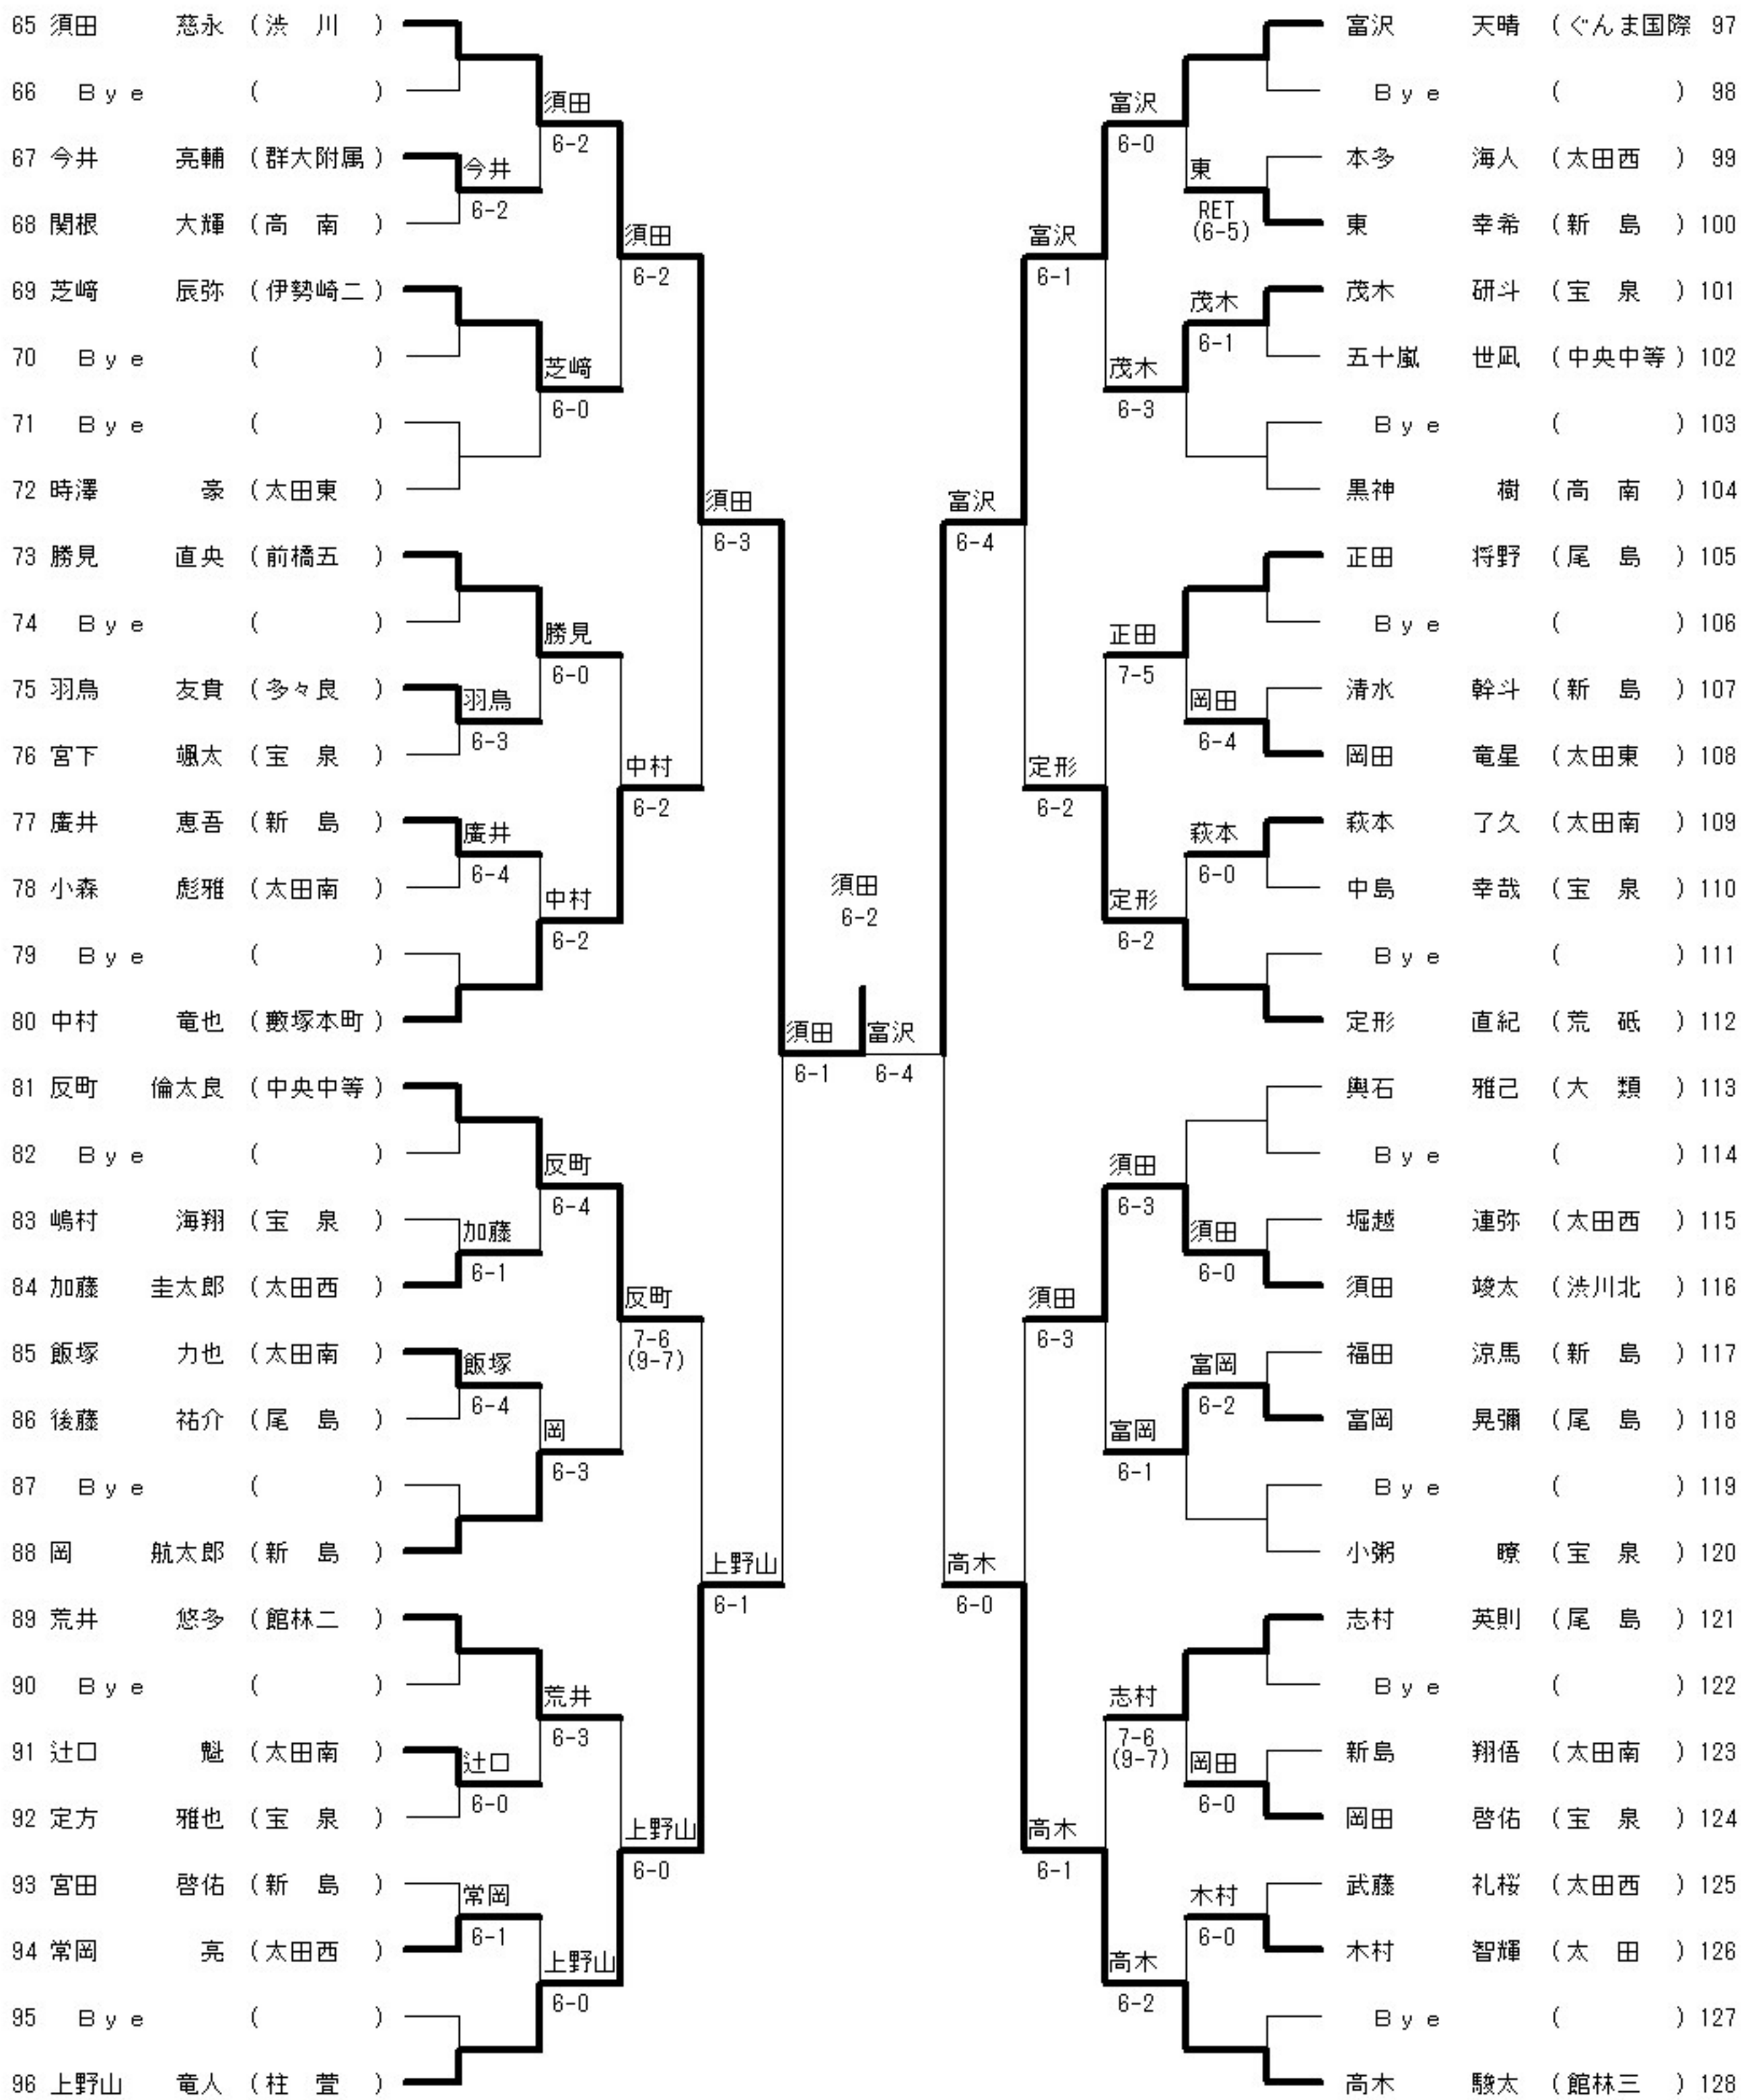 65 須田 慈永 (渋 川 )
66 Bye ( )
須田
6-2
67 今井 亮輔 (群大附属)
今井
6-2
68 関根 大輝 (高 南 )
須田
6-2
69 芝﨑 辰弥 (伊勢崎二)
70 Bye ( )
芝﨑
6-0
71 Bye ( )
72 時澤 豪 (太田東 )
須田
6-3
73 勝見 直央 (前橋五 )
74 Bye ( )
勝見
6-0
75 羽鳥 友貴 (多々良 )
羽鳥
6-3
76 宮下 颯太 (宝 泉 )
中村
6-2
77 廣井 恵吾 (新 島 )
廣井
6-4
78 小森 彪雅 (太田南 )
中村
6-2
79 Bye ( )
80 中村 竜也 (藪塚本町)
須田
6-1
81 反町 倫太良 (中央中等)
82 Bye ( )
反町
6-4
83 嶋村 海翔 (宝 泉 )
加藤
6-1
84 加藤 圭太郎 (太田西 )
反町
7-6
(9-7)
85 飯塚 力也 (太田南 )
飯塚
6-4
86 後藤 祐介 (尾 島 )
岡
6-3
87 Bye ( )
88 岡 航太郎 (新 島 )
上野山
6-1
89 荒井 悠多 (館林二 )
90 Bye ( )
荒井
6-3
91 辻口 魁 (太田南 )
辻口
6-0
92 定方 雅也 (宝 泉 )
上野山
6-0
93 宮田 啓佑 (新 島 )
常岡
6-1
94 常岡 亮 (太田西 )
上野山
6-0
95 Bye ( )
96 上野山 竜人 (桂 萱 )
須田
6-2
富沢 天晴 (ぐんま国際 97
Bye ( ) 98
富沢
6-0
本多 海人 (太田西 ) 99
東
RET
(6-5)
東 幸希 (新 島 ) 100
富沢
6-1
茂木 研斗 (宝 泉 ) 101
茂木
6-1
五十嵐 世凪 (中央中等) 102
茂木
6-3
Bye ( ) 103
黒神 樹 (高 南 ) 104
富沢
6-4
正田 将野 (尾 島 ) 105
Bye ( ) 106
正田
7-5
清水 幹斗 (新 島 ) 107
岡田
6-4
岡田 竜星 (太田東 ) 108
定形
6-2
萩本 了久 (太田南 ) 109
萩本
6-0
中島 幸哉 (宝 泉 ) 110
定形
6-2
Bye ( ) 111
定形 直紀 (荒 砥 ) 112
富沢
6-4
輿石 雅己 (大 類 ) 113
Bye ( ) 114
須田
6-3
堀越 連弥 (太田西 ) 115
須田
6-0
須田 竣太 (渋川北 ) 116
須田
6-3
福田 涼馬 (新 島 ) 117
富岡
6-2
富岡 晃彌 (尾 島 ) 118
富岡
6-1
Bye ( ) 119
小粥 瞭 (宝 泉 ) 120
高木
6-0
志村 英則 (尾 島 ) 121
Bye ( ) 122
志村
7-6
(9-7)
新島 翔悟 (太田南 ) 123
岡田
6-0
岡田 啓佑 (宝 泉 ) 124
高木
6-1
武藤 礼桜 (太田西 ) 125
木村
6-0
木村 智輝 (太 田 ) 126
高木
6-2
Bye ( ) 127
高木 駿太 (館林三 ) 128